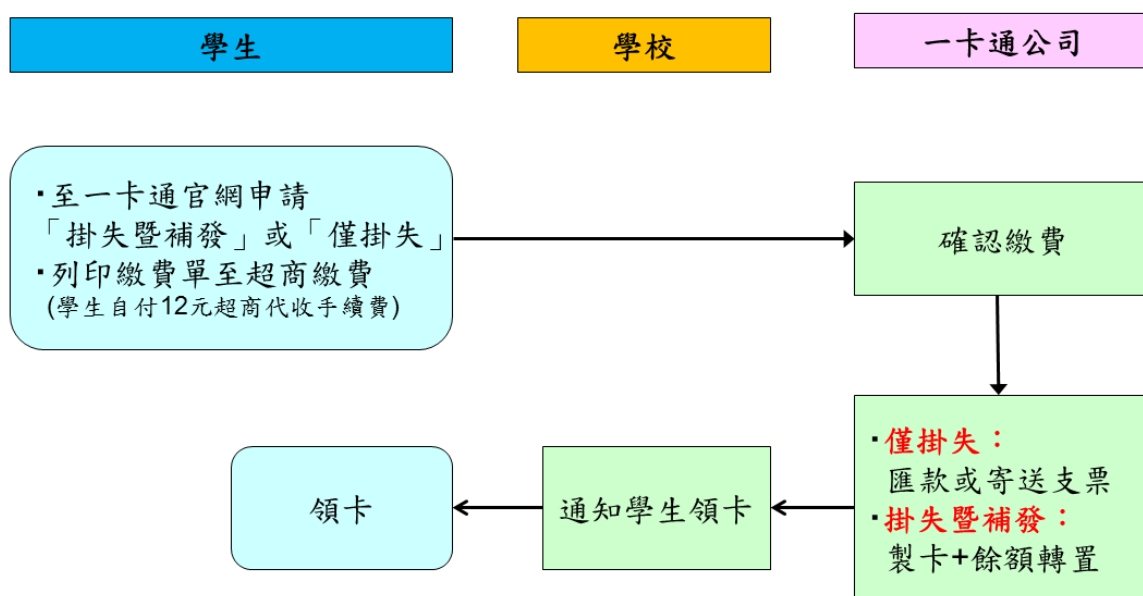 學生
學校
一卡通公司
▪至一卡通官網申請
「掛失暨補發」或「僅掛失」
▪列印繳費單至超商繳費
(學生自付12元超商代收手續費)
確認繳費
▪僅掛失：
匯款或寄送支票
▪掛失暨補發：
製卡+餘額轉置
通知學生領卡
領卡